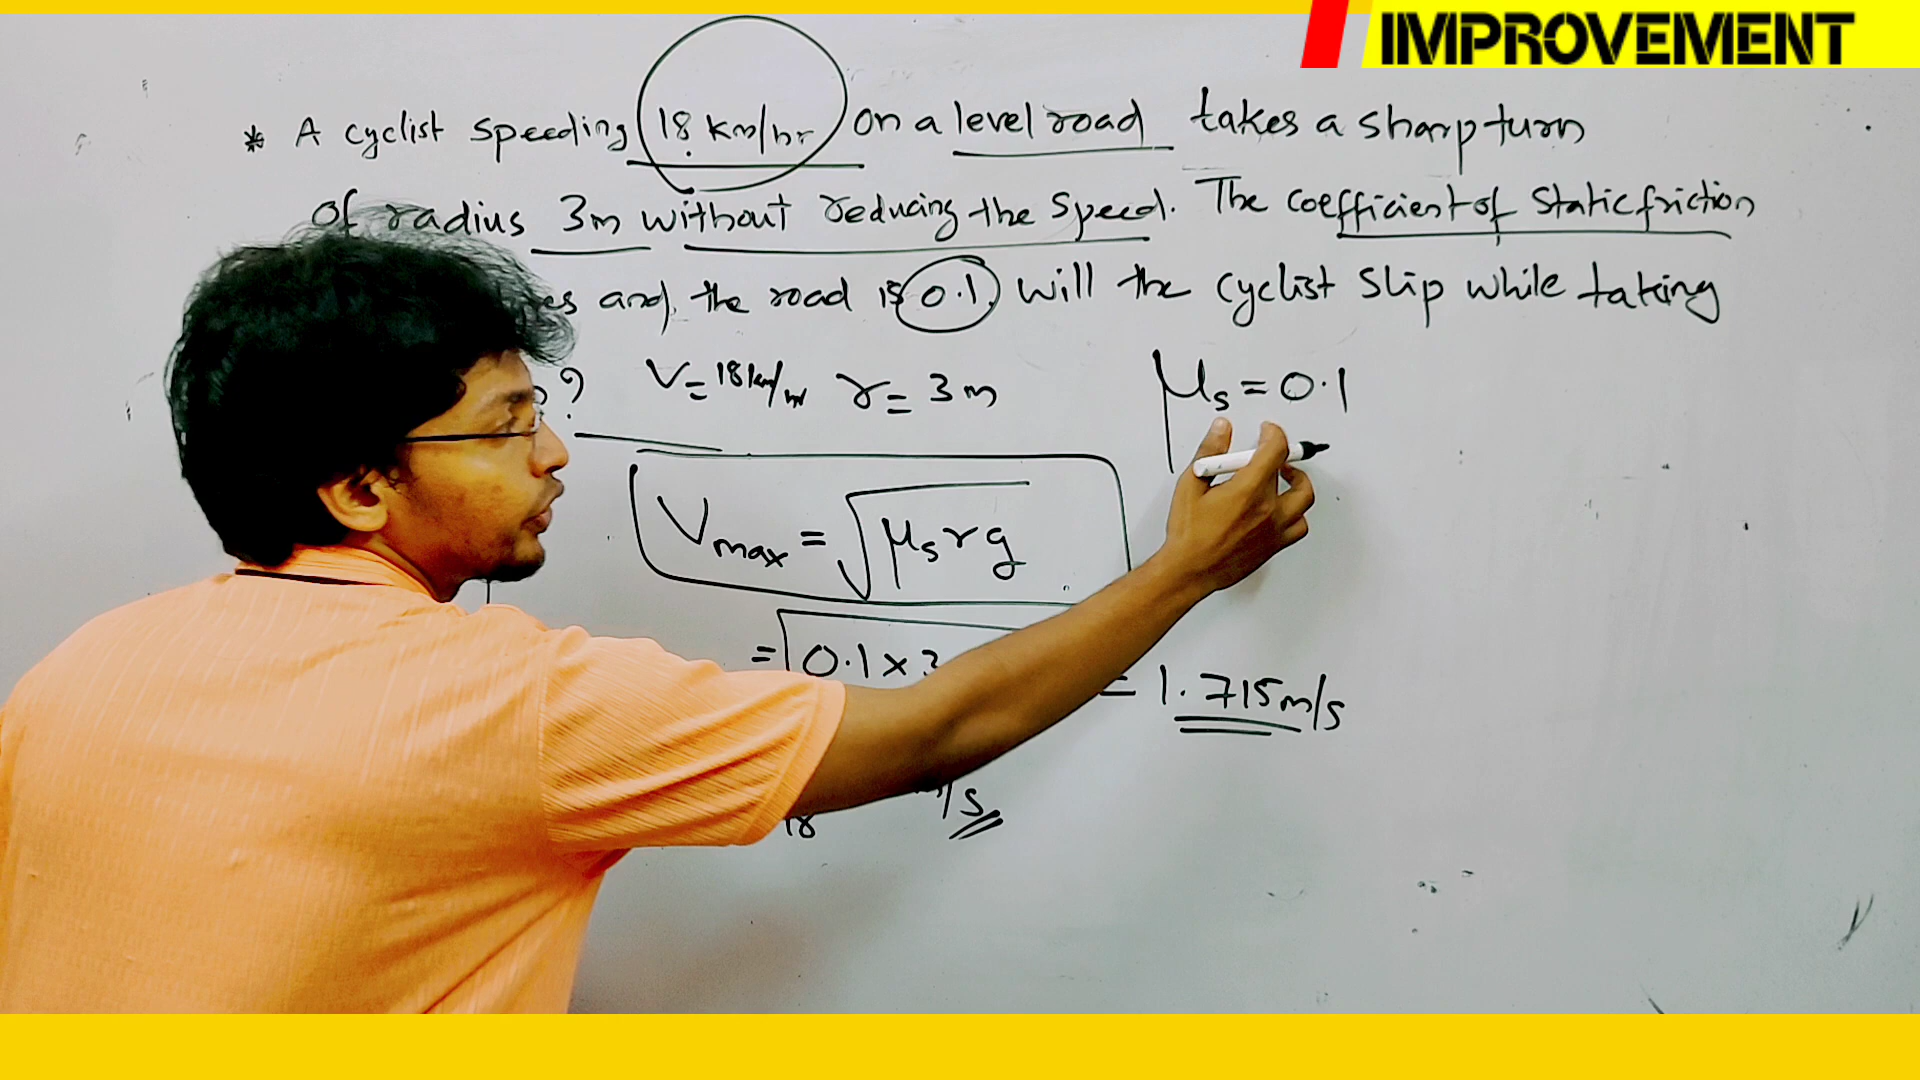 IMPROVEMENT
* A cyclist speeding 18 km/hr on a level road takes a sharp turn
of radius 3m without reducing the speed. The coefficient of static friction
and the road is 0.1. Will the cyclist slip while taking
? V = 18 km/hr r = 3 m μs = 0.1
Vmax = √μs r g
= √0.1 × 3 = 1.715 m/s
18 m/s